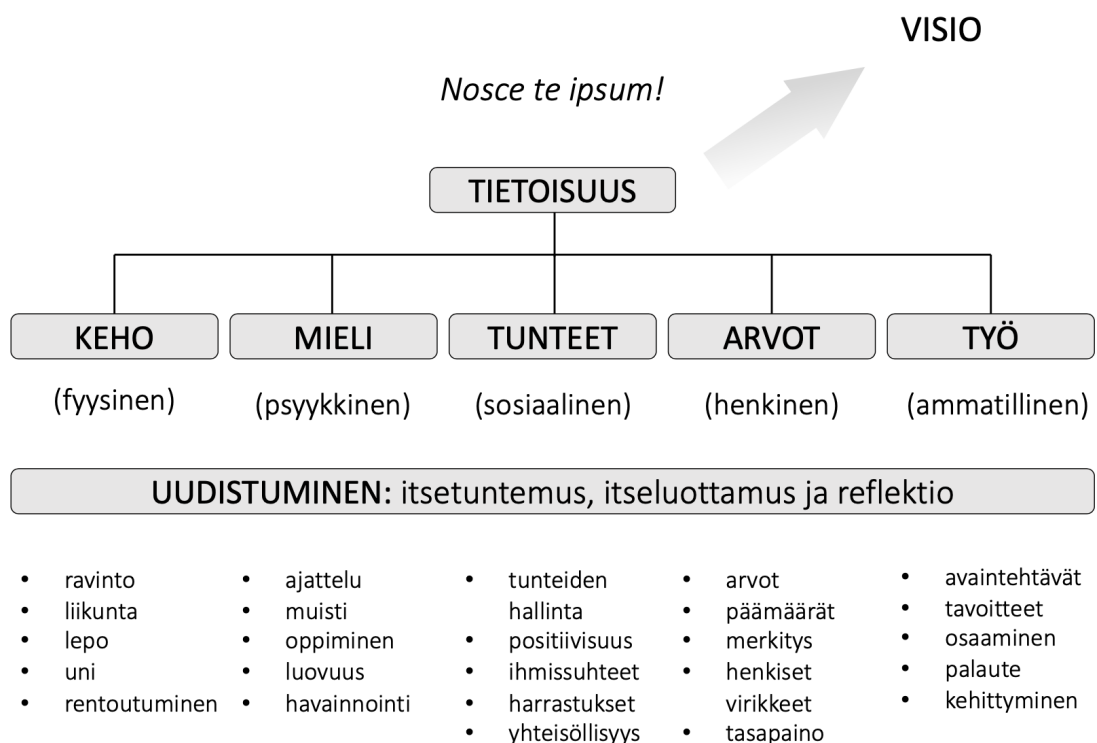 VISIO
Nosce te ipsum!
TIETOISUUS
KEHO
MIELI
TUNTEET
ARVOT
TYÖ
(fyysinen)
(psyykkinen)
(sosiaalinen)
(henkinen)
(ammatillinen)
UUDISTUMINEN: itsetuntemus, itseluottamus ja reflektio
• ravinto
• liikunta
• lepo
• uni
• rentoutuminen
• ajattelu
• muisti
• oppiminen
• luovuus
• havainnointi
• tunteiden
hallinta
• positiivisuus
• ihmissuhteet
• harrastukset
• yhteisöllisyys
• arvot
• päämäärät
• merkitys
• henkiset
virikkeet
• tasapaino
• avaintehtävät
• tavoitteet
• osaaminen
• palaute
• kehittyminen